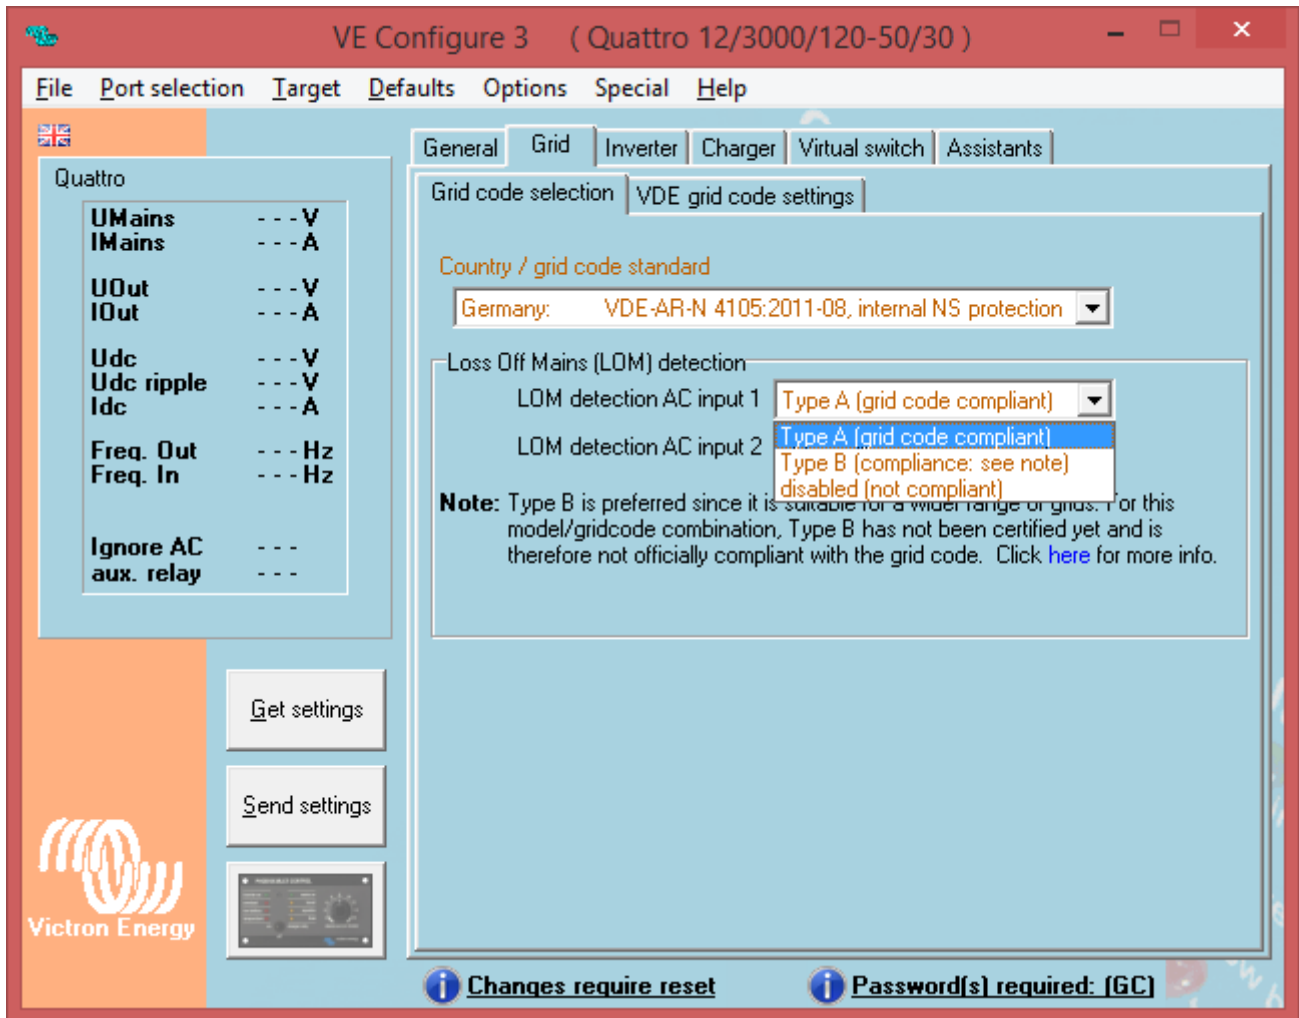 VE Configure 3 ( Quattro 12/3000/120-50/30 )
File Port selection Target Defaults Options Special Help
General Grid Inverter Charger Virtual switch Assistants
Grid code selection VDE grid code settings
Quattro
UMains - - - V
IMains - - - A
UOut - - - V
IOut - - - A
Udc - - - V
Udc ripple - - - V
Idc - - - A
Freq. Out - - - Hz
Freq. In - - - Hz
Ignore AC - - -
aux. relay - - -
Country / grid code standard
Germany: VDE-AR-N 4105:2011-08, internal NS protection
Loss Off Mains (LOM) detection
LOM detection AC input 1 Type A (grid code compliant)
Type A (grid code compliant)
LOM detection AC input 2
Type B (compliance: see note)
disabled (not compliant)
Note: Type B is preferred since it is suitable for a wider range of grids. For this
model/gridcode combination, Type B has not been certified yet and is
therefore not officially compliant with the grid code. Click here for more info.
Get settings
Send settings
Victron Energy
Changes require reset Password(s) required: (GC)